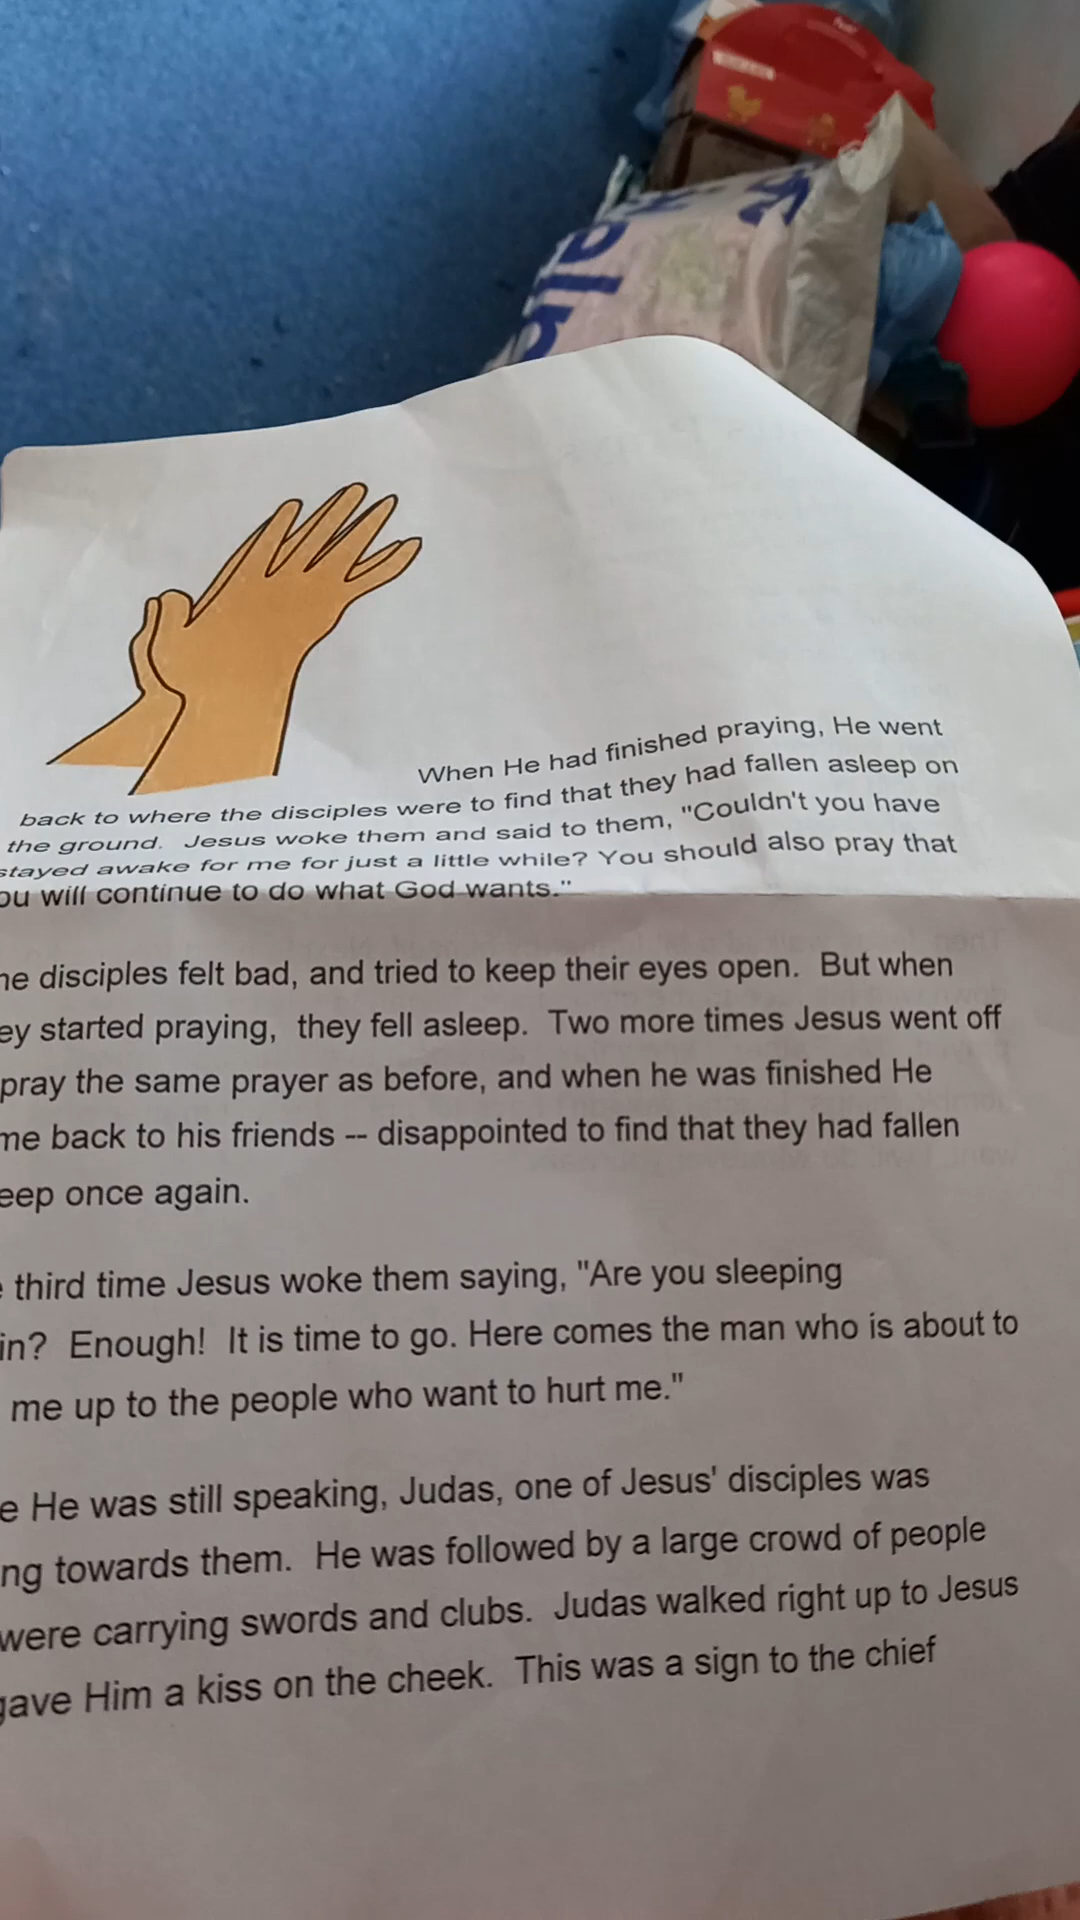 When He had finished praying, He went
back to where the disciples were to find that they had fallen asleep on
the ground. Jesus woke them and said to them, "Couldn't you have
stayed awake for me for just a little while? You should also pray that
ou will continue to do what God wants."
he disciples felt bad, and tried to keep their eyes open. But when
ey started praying, they fell asleep. Two more times Jesus went off
pray the same prayer as before, and when he was finished He
me back to his friends -- disappointed to find that they had fallen
eep once again.
third time Jesus woke them saying, "Are you sleeping
in? Enough! It is time to go. Here comes the man who is about to
me up to the people who want to hurt me."
e He was still speaking, Judas, one of Jesus' disciples was
ng towards them. He was followed by a large crowd of people
were carrying swords and clubs. Judas walked right up to Jesus
gave Him a kiss on the cheek. This was a sign to the chief